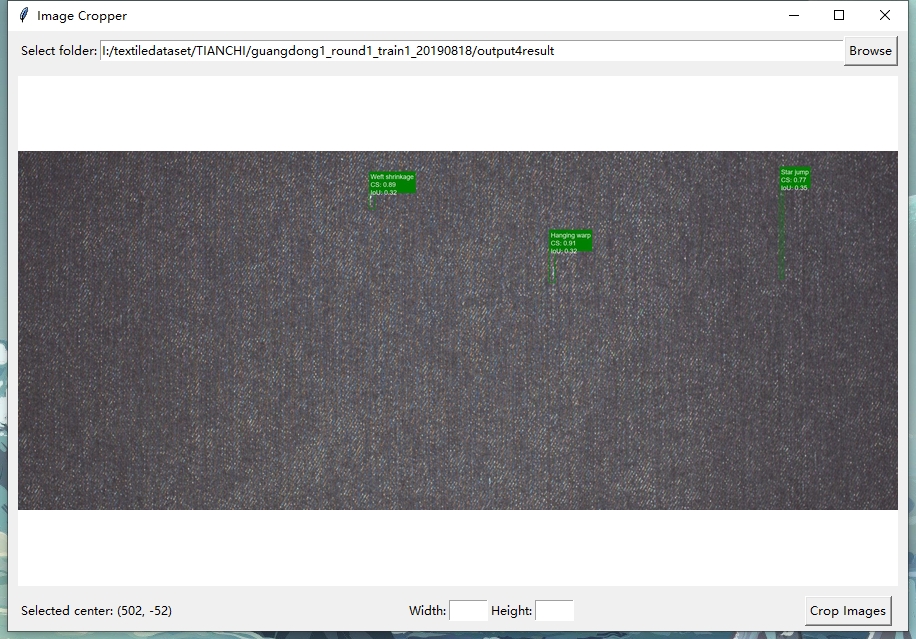 Image Cropper
Select folder: I:/textiledataset/TIANCHI/guangdong1_round1_train1_20190818/output4result Browse
Weft shrinkage
CS: 0.89
IoU: 0.32
Star jump
CS: 0.77
IoU: 0.35
Hanging warp
CS: 0.91
IoU: 0.32
Selected center: (502, -52) Width: Height: Crop Images